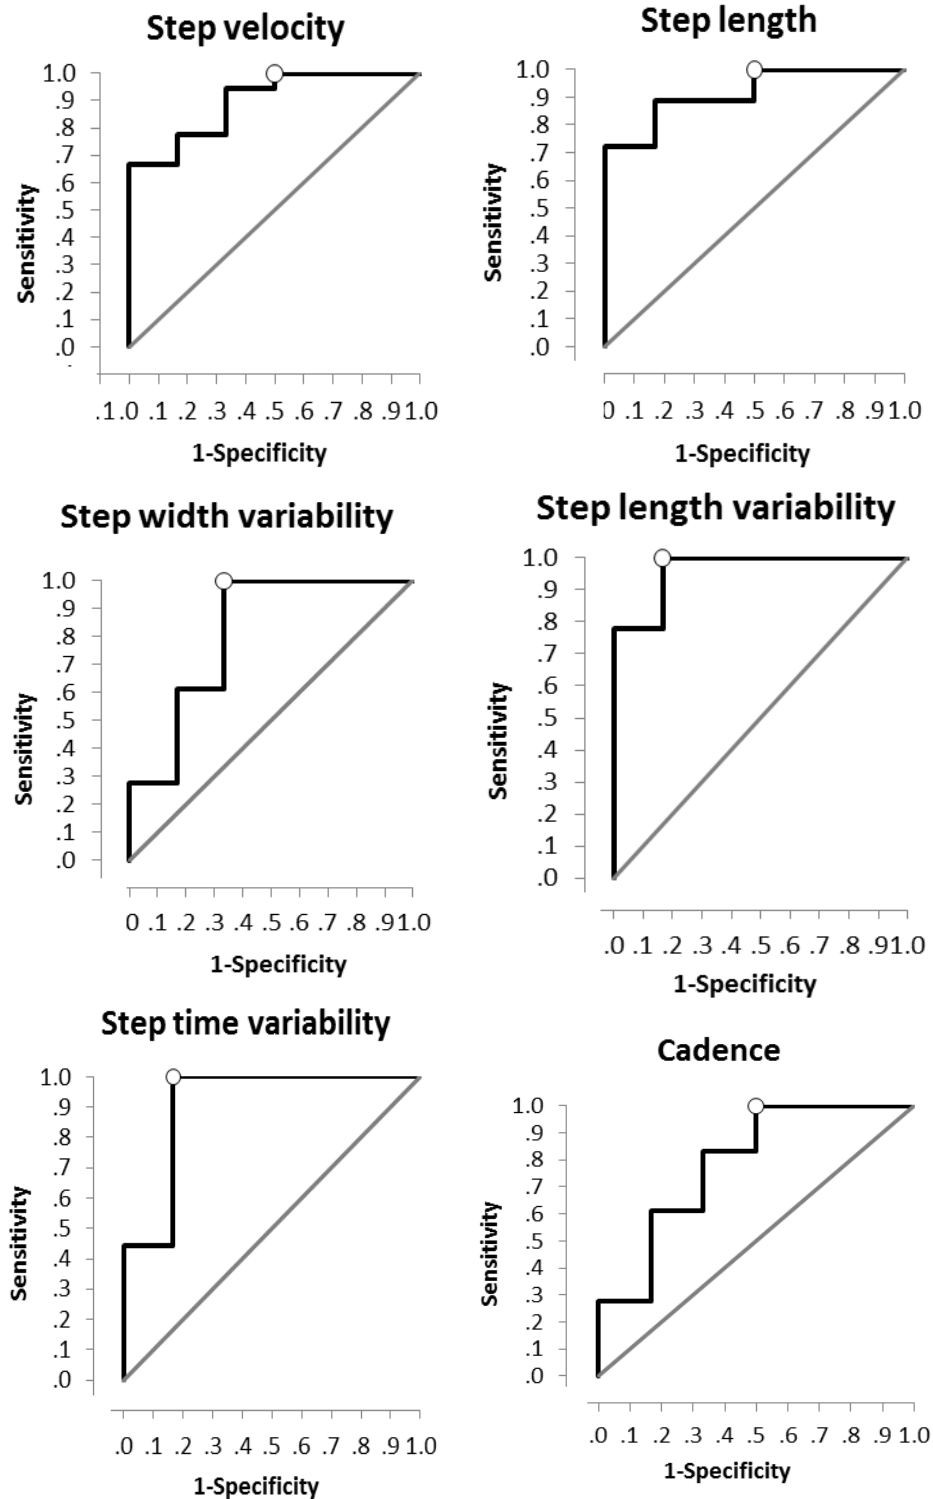 Step velocity
1.0
.9
.8
.7
.6
.5
.4
.3
.2
.1
.0
Sensitivity
.1.0 .1 .2 .3 .4 .5 .6 .7 .8 .91.0
1-Specificity
Step length
1.0
.9
.8
.7
.6
.5
.4
.3
.2
.1
.0
Sensitivity
0 .1 .2 .3 .4 .5 .6 .7 .8 .91.0
1-Specificity
Step width variability
1.0
.9
.8
.7
.6
.5
.4
.3
.2
.1
.0
Sensitivity
0 .1 .2 .3 .4 .5 .6 .7 .8 .91.0
1-Specificity
Step length variability
1.0
.9
.8
.7
.6
.5
.4
.3
.2
.1
.0
Sensitivity
.0 .1 .2 .3 .4 .5 .6 .7 .8 .91.0
1-Specificity
Step time variability
1.0
.9
.8
.7
.6
.5
.4
.3
.2
.1
.0
Sensitivity
.0 .1 .2 .3 .4 .5 .6 .7 .8 .91.0
1-Specificity
Cadence
1.0
.9
.8
.7
.6
.5
.4
.3
.2
.1
.0
Sensitivity
.0 .1 .2 .3 .4 .5 .6 .7 .8 .9 1.0
1-Specificity